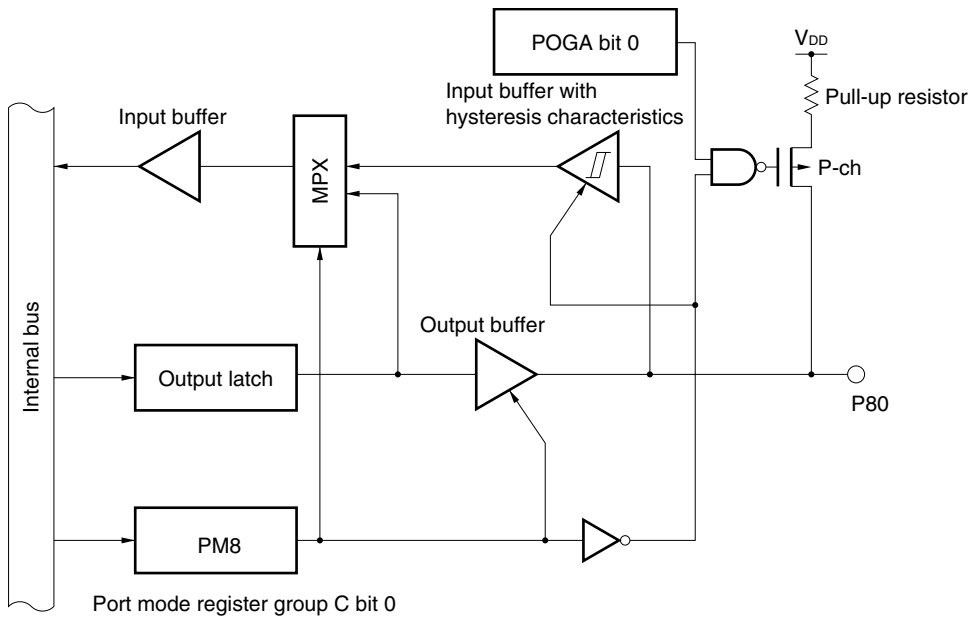 POGA bit 0
VDD
Input buffer with
hysteresis characteristics
Pull-up resistor
Input buffer
MPX
P-ch
Internal bus
Output buffer
Output latch
P80
PM8
Port mode register group C bit 0